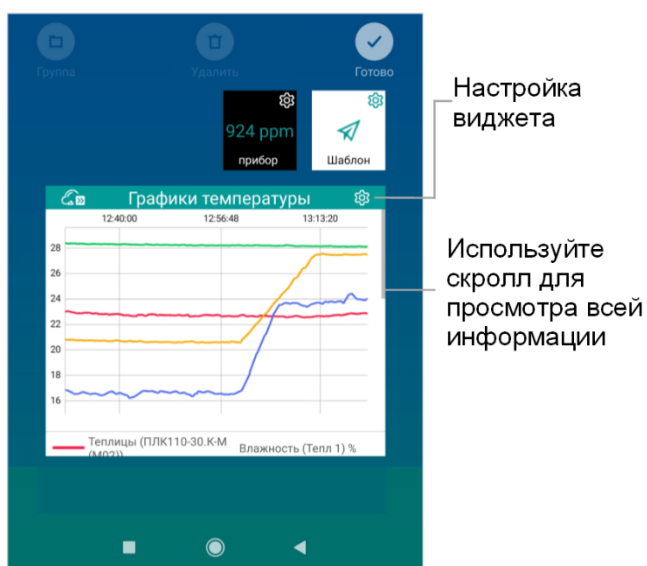 Группа
Удалить
Готово
924 ppm
прибор
Шаблон
Настройка
виджета
Графики температуры
12:40:00
12:56:48
13:13:20
28
26
24
22
20
18
16
Используйте
скролл для
просмотра всей
информации
Теплицы (ПЛК110-30.К-М
(М02))
Влажность (Тепл 1) %